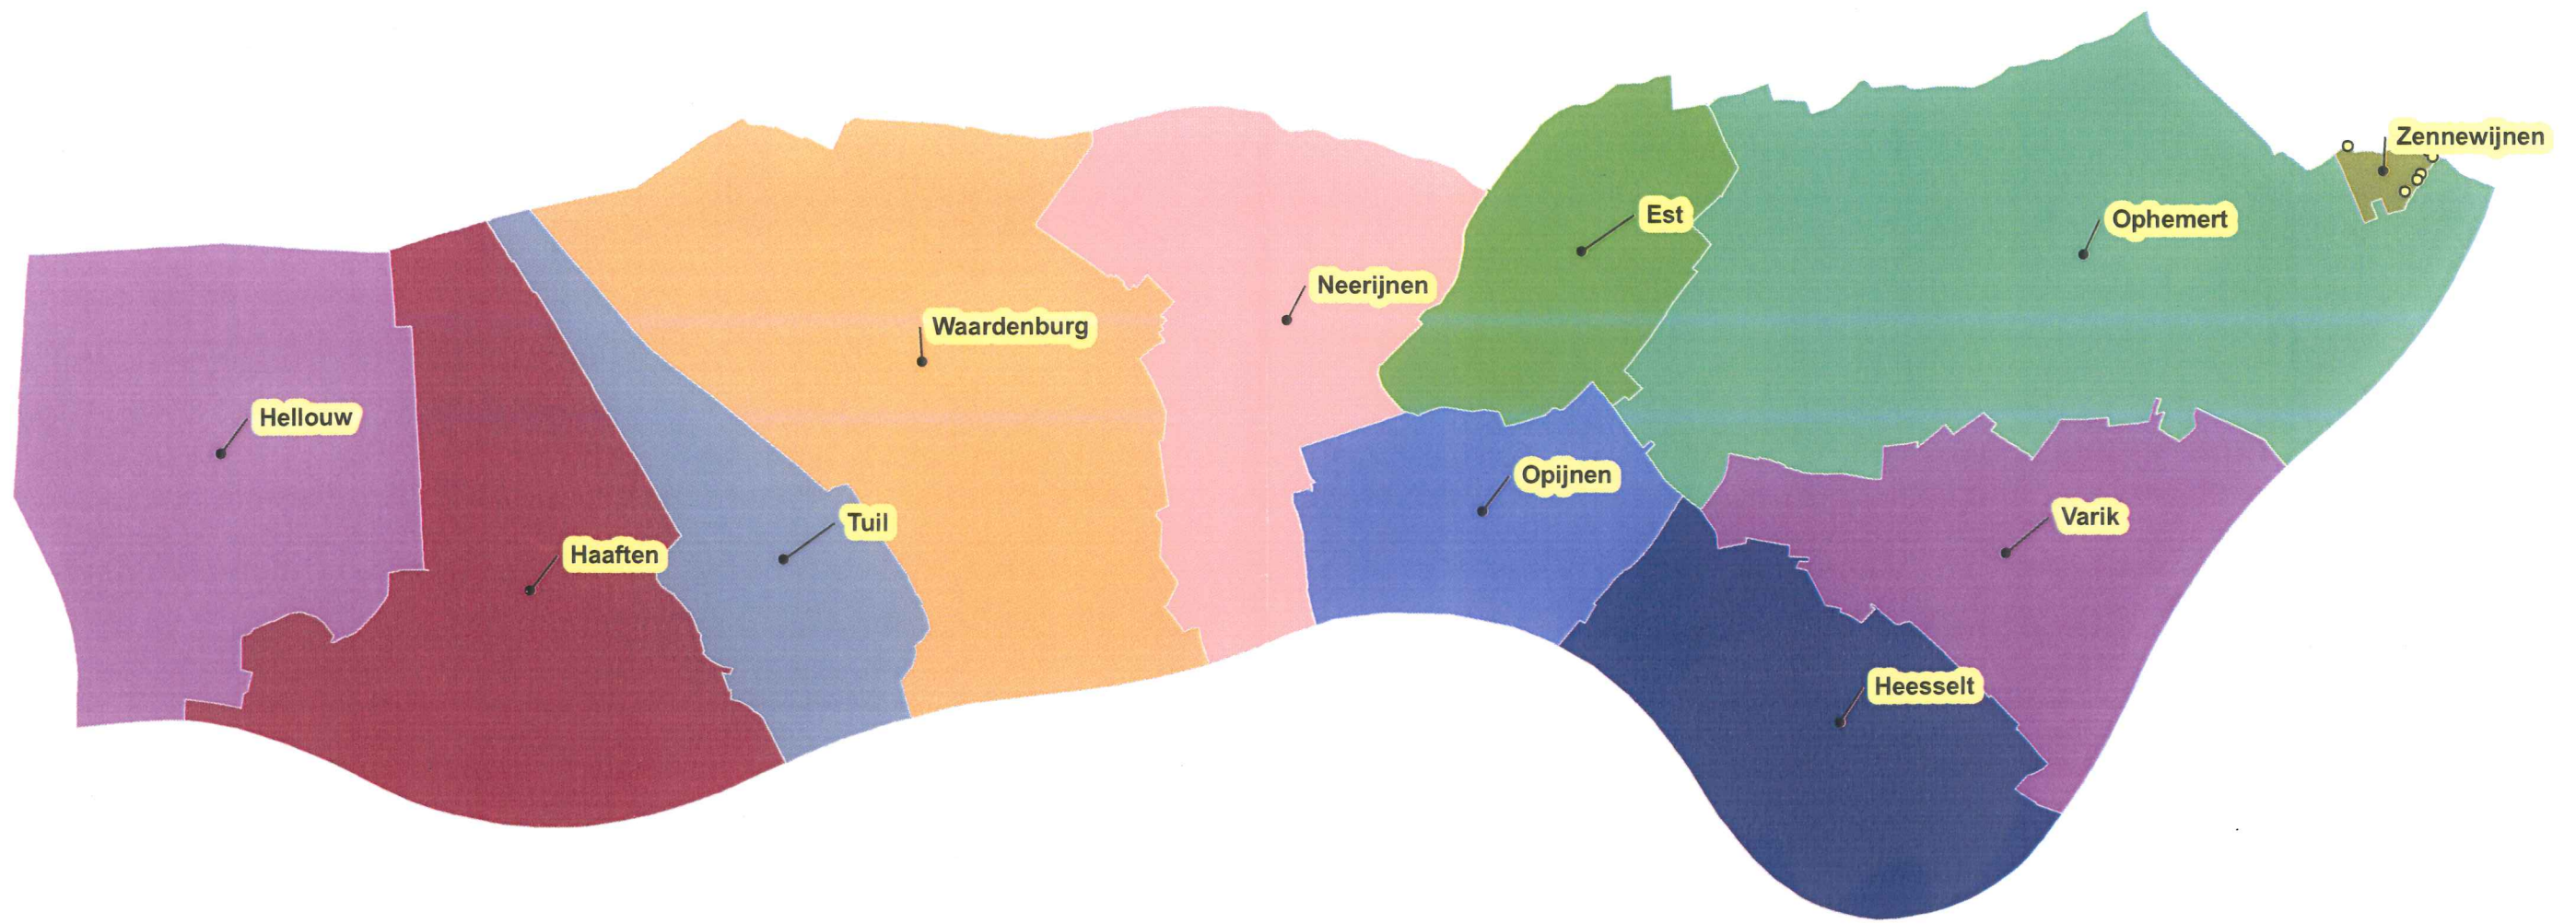 Zennewijnen
Est
Ophemert
Neerijnen
Waardenburg
Hellouw
Opijnen
Varik
Tuil
Haaften
Heesselt